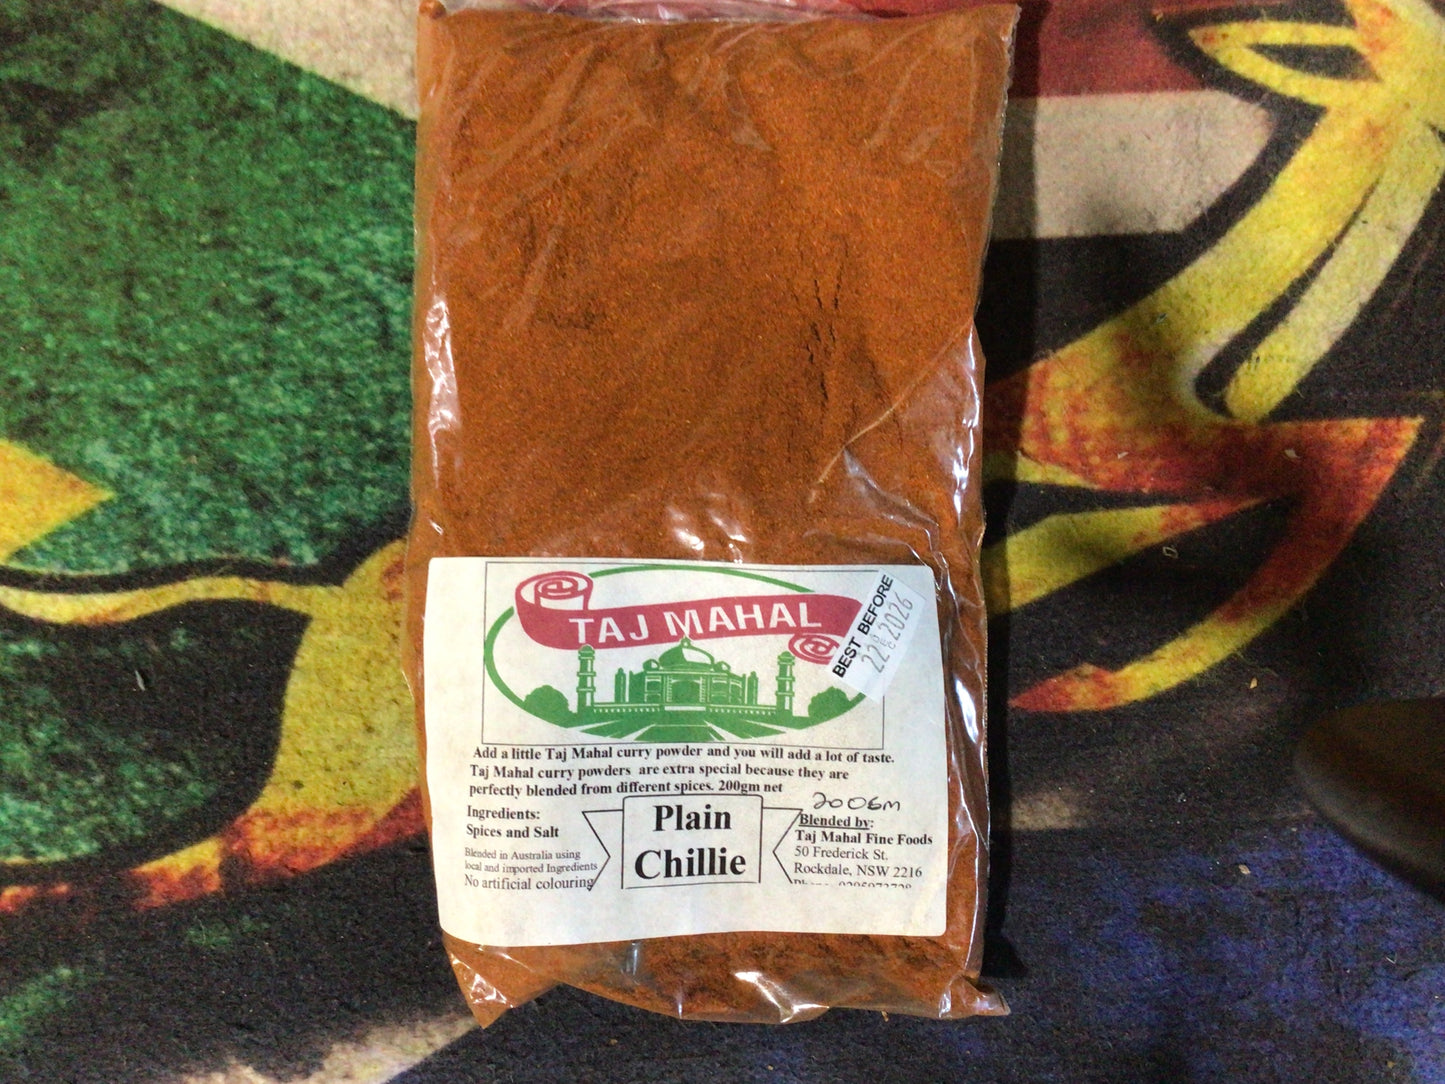 TAJ MAHAL
BEST BEFORE
22 DEC 2026
Add a little Taj Mahal curry powder and you will add a lot of taste.
Taj Mahal curry powders are extra special because they are
perfectly blended from different spices. 200gm net
200Gm
Ingredients:
Spices and Salt
Blended in Australia using
local and imported Ingredients
No artificial colouring
Plain
Chillie
Blended by:
Taj Mahal Fine Foods
50 Frederick St.
Rockdale, NSW 2216